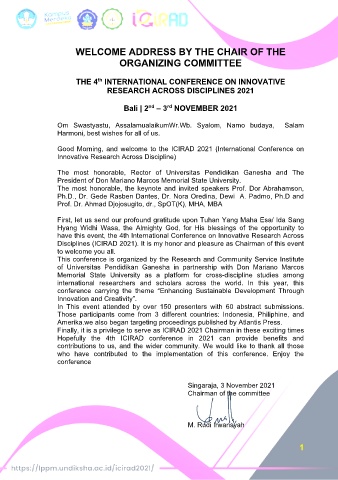 Kampus
Merdeka
ICIRAD
WELCOME ADDRESS BY THE CHAIR OF THE
ORGANIZING COMMITTEE
THE 4th INTERNATIONAL CONFERENCE ON INNOVATIVE
RESEARCH ACROSS DISCIPLINES 2021
Bali | 2nd – 3rd NOVEMBER 2021
Om Swastyastu, AssalamualaikumWr.Wb. Syalom, Namo budaya, Salam
Harmoni, best wishes for all of us.
Good Morning, and welcome to the ICIRAD 2021 (International Conference on
Innovative Research Across Discipline)
The most honorable, Rector of Universitas Pendidikan Ganesha and The
President of Don Mariano Marcos Memorial State University.
The most honorable, the keynote and invited speakers Prof. Dor Abrahamson,
Ph.D., Dr. Gede Rasben Dantes, Dr. Nora Oredina, Dewi A. Padmo, Ph.D and
Prof. Dr. Ahmad Djojosugito, dr., SpOT(K), MHA, MBA
First, let us send our profound gratitude upon Tuhan Yang Maha Esa/ Ida Sang
Hyang Widhi Wasa, the Almighty God, for His blessings of the opportunity to
have this event, the 4th International Conference on Innovative Research Across
Disciplines (ICIRAD 2021). It is my honor and pleasure as Chairman of this event
to welcome you all.
This conference is organized by the Research and Community Service Institute
of Universitas Pendidikan Ganesha in partnership with Don Mariano Marcos
Memorial State University as a platform for cross-discipline studies among
international researchers and scholars across the world. In this year, this
conference carrying the theme “Enhancing Sustainable Development Through
Innovation and Creativity”.
In This event attended by over 150 presenters with 60 abstract submissions.
Those participants come from 3 different countries; Indonesia, Philiphine, and
Amerika.we also began targeting proceedings published by Atlantis Press.
Finally, it is a privilege to serve as ICIRAD 2021 Chairman in these exciting times
Hopefully the 4th ICIRAD conference in 2021 can provide benefits and
contributions to us, and the wider community. We would like to thank all those
who have contributed to the implementation of this conference. Enjoy the
conference
Singaraja, 3 November 2021
Chairman of the committee
M. Rudi Irwansyah
1
https://lppm.undiksha.ac.id/icirad2021/